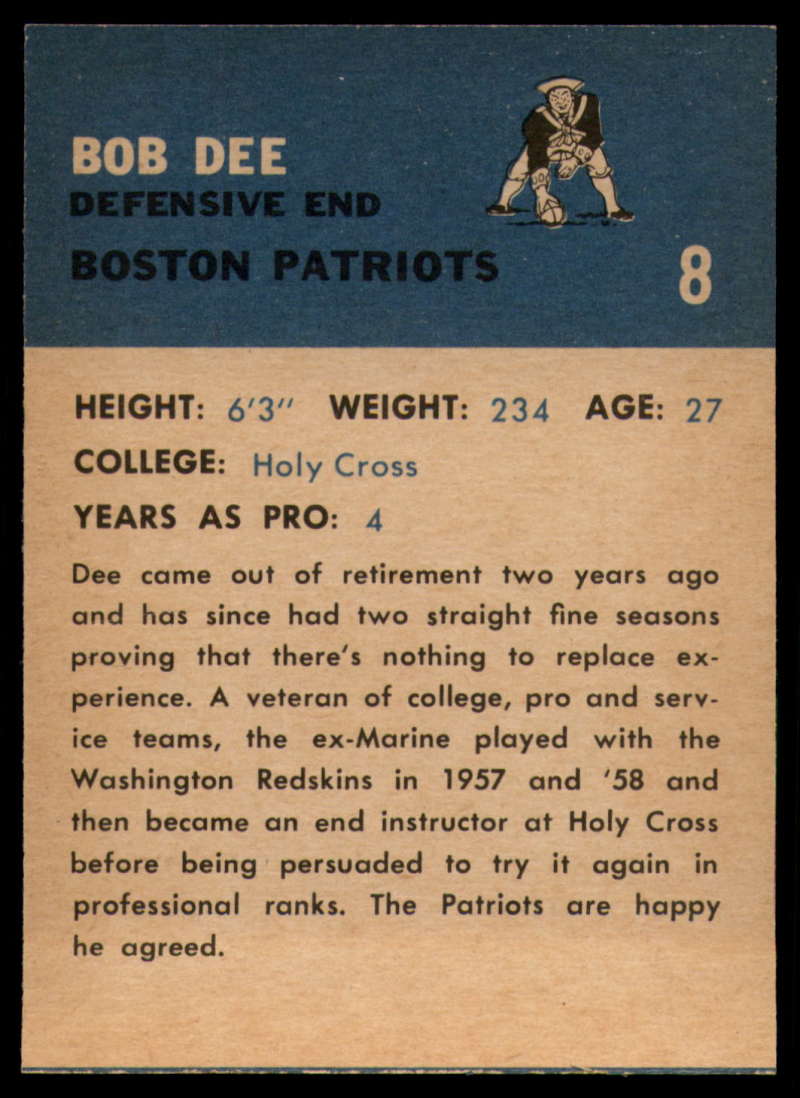 BOB DEE
DEFENSIVE END
BOSTON PATRIOTS
8
HEIGHT: 6'3" WEIGHT: 234 AGE: 27
COLLEGE: Holy Cross
YEARS AS PRO: 4
Dee came out of retirement two years ago
and has since had two straight fine seasons
proving that there's nothing to replace ex-
perience. A veteran of college, pro and serv-
ice teams, the ex-Marine played with the
Washington Redskins in 1957 and '58 and
then became an end instructor at Holy Cross
before being persuaded to try it again in
professional ranks. The Patriots are happy
he agreed.